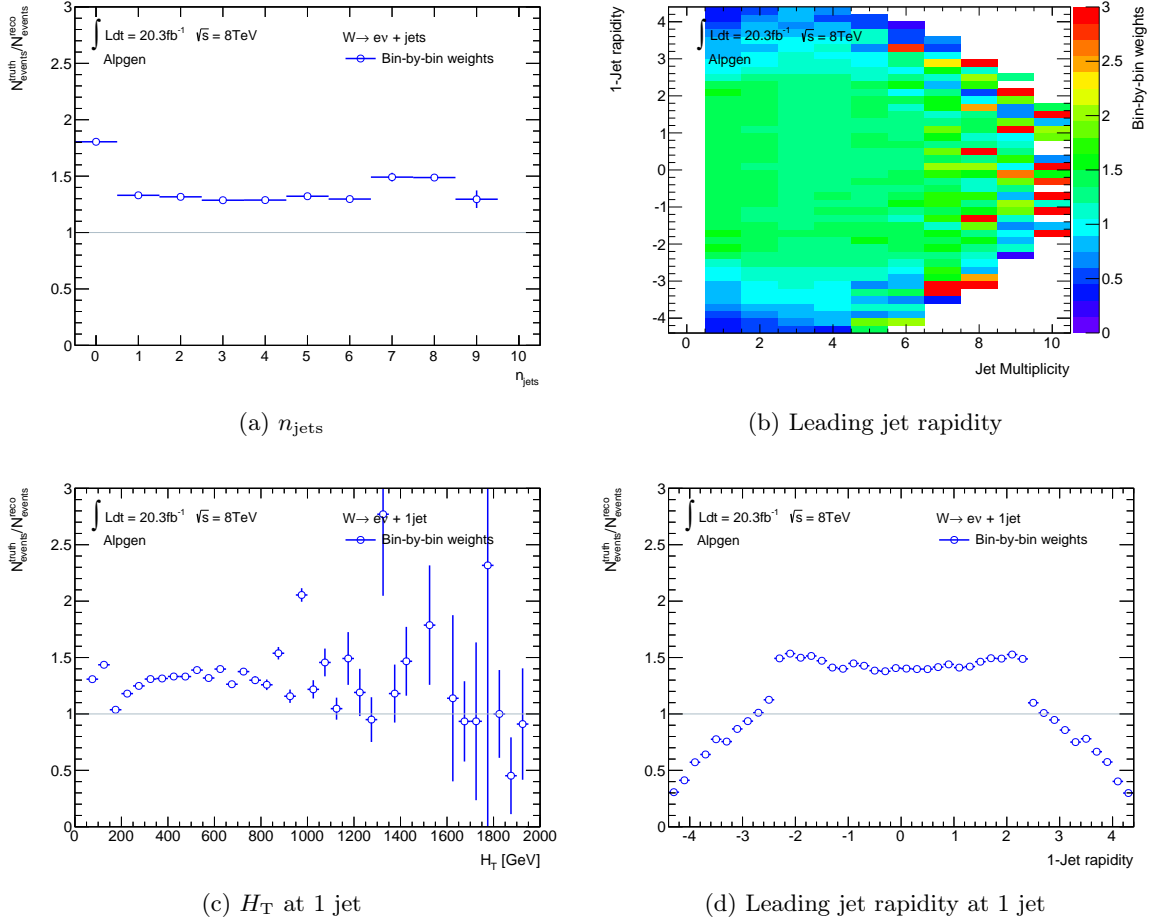 3
2.5
2
1.5
1
0.5
0
N^truth_events/N^reco_events
∫ Ldt = 20.3fb⁻¹ √s = 8TeV
Alpgen
W→ eν + jets
Bin-by-bin weights
0 1 2 3 4 5 6 7 8 9 10
n_jets
(a) n_jets
4
3
2
1
0
-1
-2
-3
-4
1-Jet rapidity
∫ Ldt = 20.3fb⁻¹ √s = 8TeV
Alpgen
0 2 4 6 8 10
Jet Multiplicity
3
2.5
2
1.5
1
0.5
0
Bin-by-bin weights
(b) Leading jet rapidity
3
2.5
2
1.5
1
0.5
0
N^truth_events/N^reco_events
∫ Ldt = 20.3fb⁻¹ √s = 8TeV
Alpgen
W→ eν + 1jet
Bin-by-bin weights
0 200 400 600 800 1000 1200 1400 1600 1800 2000
H_T [GeV]
(c) H_T at 1 jet
3
2.5
2
1.5
1
0.5
0
N^truth_events/N^reco_events
∫ Ldt = 20.3fb⁻¹ √s = 8TeV
Alpgen
W→ eν + 1jet
Bin-by-bin weights
-4 -3 -2 -1 0 1 2 3 4
1-Jet rapidity
(d) Leading jet rapidity at 1 jet